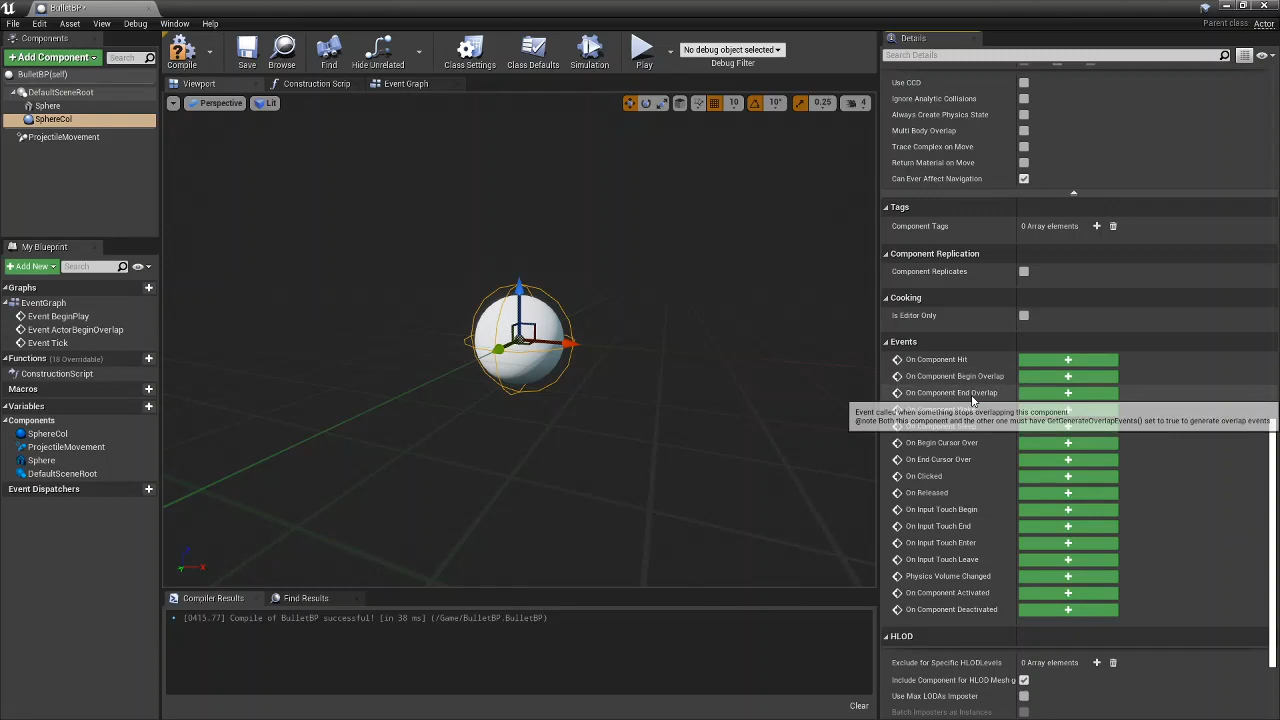 BulletBP*
Parent class: Actor
File Edit Asset View Debug Window Help
Components
Details
+ Add Component
Search
Compile
Save
Browse
Find
Hide Unrelated
Class Settings
Class Defaults
Simulation
Play
No debug object selected
Debug Filter
Search Details
BulletBP(self)
DefaultSceneRoot
Sphere
SphereCol
ProjectileMovement
Viewport
Construction Scrip
Event Graph
Perspective
Lit
10
10°
0.25
4
Use CCD
Ignore Analytic Collisions
Always Create Physics State
Multi Body Overlap
Trace Complex on Move
Return Material on Move
Can Ever Affect Navigation
Tags
Component Tags
0 Array elements
Component Replication
Component Replicates
Cooking
Is Editor Only
Events
On Component Hit
On Component Begin Overlap
On Component End Overlap
Event called when something stops overlapping this component
@note Both this component and the other one must have GetGenerateOverlapEvents() set to true to generate overlap events
On Begin Cursor Over
On End Cursor Over
On Clicked
On Released
On Input Touch Begin
On Input Touch End
On Input Touch Enter
On Input Touch Leave
Physics Volume Changed
On Component Activated
On Component Deactivated
HLOD
Exclude for Specific HLODLevels
0 Array elements
Include Component for HLOD Mesh g
Use Max LODAs Imposter
Batch Imposters as Instances
My Blueprint
+ Add New
Search
Graphs
EventGraph
Event BeginPlay
Event ActorBeginOverlap
Event Tick
Functions (18 Overridable)
ConstructionScript
Macros
Variables
Components
SphereCol
ProjectileMovement
Sphere
DefaultSceneRoot
Event Dispatchers
Z
X
Compiler Results
Find Results
[0415.77] Compile of BulletBP successful! [in 38 ms] (/Game/BulletBP.BulletBP)
Clear